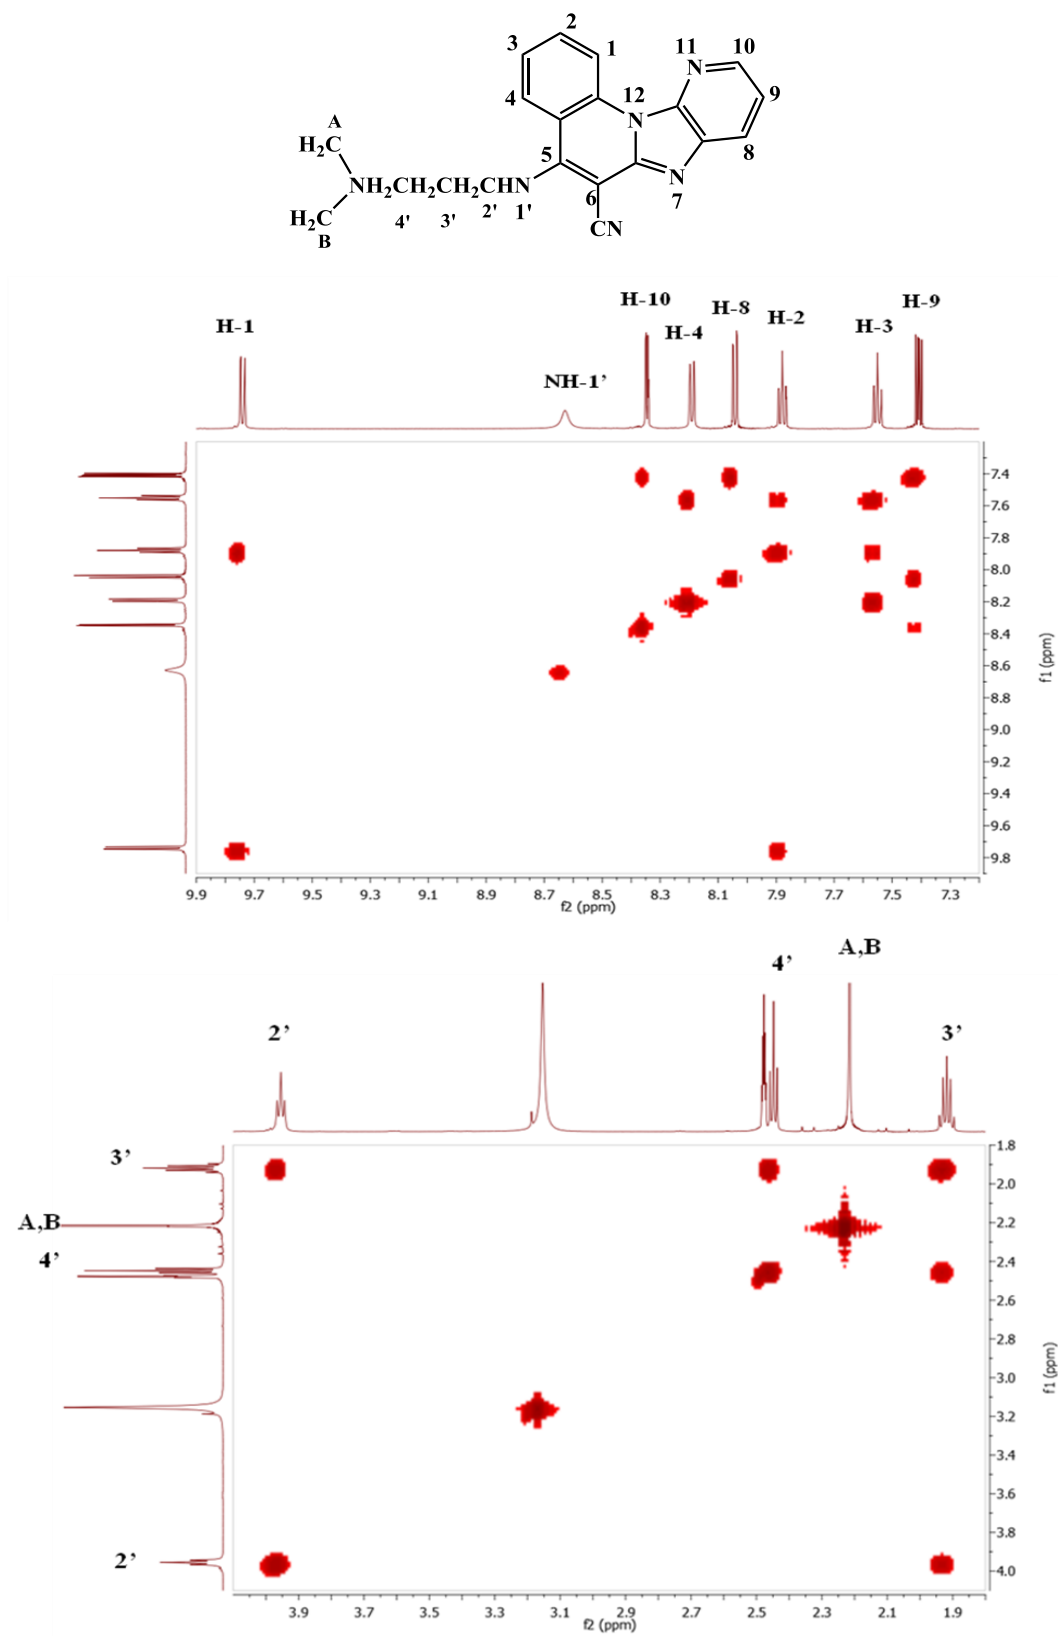 2
3
1
11
10
N
4
12
9
A
N
8
H₂C
5
N
7
NH₂CCH₂CH₂CHN
6
4'
3'
2'
1'
H₂C
B
CN
H-10
H-9
H-1
H-4
H-8
H-2
H-3
NH-1’
7.4
7.6
7.8
8.0
8.2
8.4
8.6
8.8
9.0
9.2
9.4
9.6
9.8
f1 (ppm)
9.9 9.7 9.5 9.3 9.1 8.9 8.7 8.5 8.3 8.1 7.9 7.7 7.5 7.3
f2 (ppm)
2’
4’
A,B
3’
3’
A,B
4’
2’
1.8
2.0
2.2
2.4
2.6
2.8
3.0
3.2
3.4
3.6
3.8
4.0
f1 (ppm)
3.9 3.7 3.5 3.3 3.1 2.9 2.7 2.5 2.3 2.1 1.9
f2 (ppm)